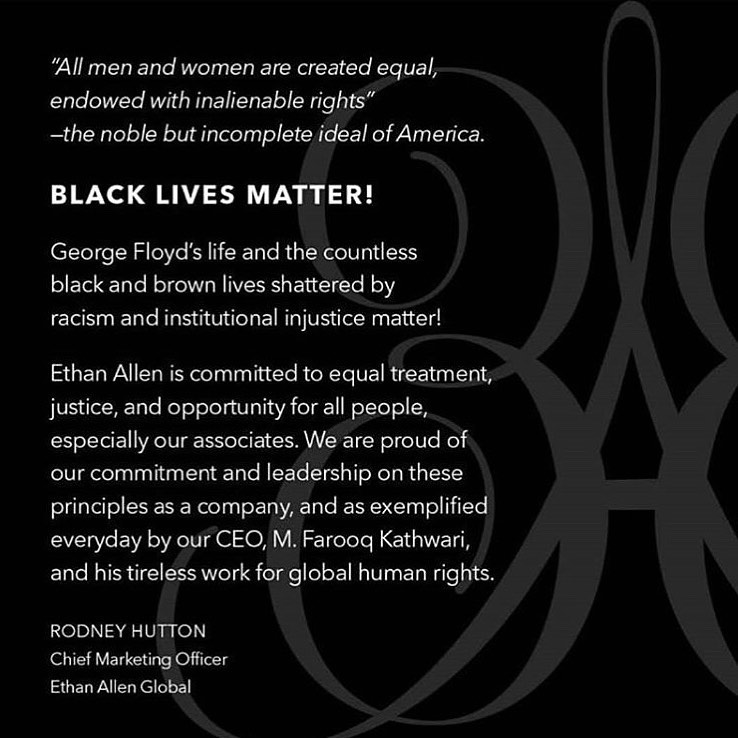 “All men and women are created equal,
endowed with inalienable rights”
—the noble but incomplete ideal of America.
BLACK LIVES MATTER!
George Floyd’s life and the countless
black and brown lives shattered by
racism and institutional injustice matter!
Ethan Allen is committed to equal treatment,
justice, and opportunity for all people,
especially our associates. We are proud of
our commitment and leadership on these
principles as a company, and as exemplified
everyday by our CEO, M. Farooq Kathwari,
and his tireless work for global human rights.
RODNEY HUTTON
Chief Marketing Officer
Ethan Allen Global